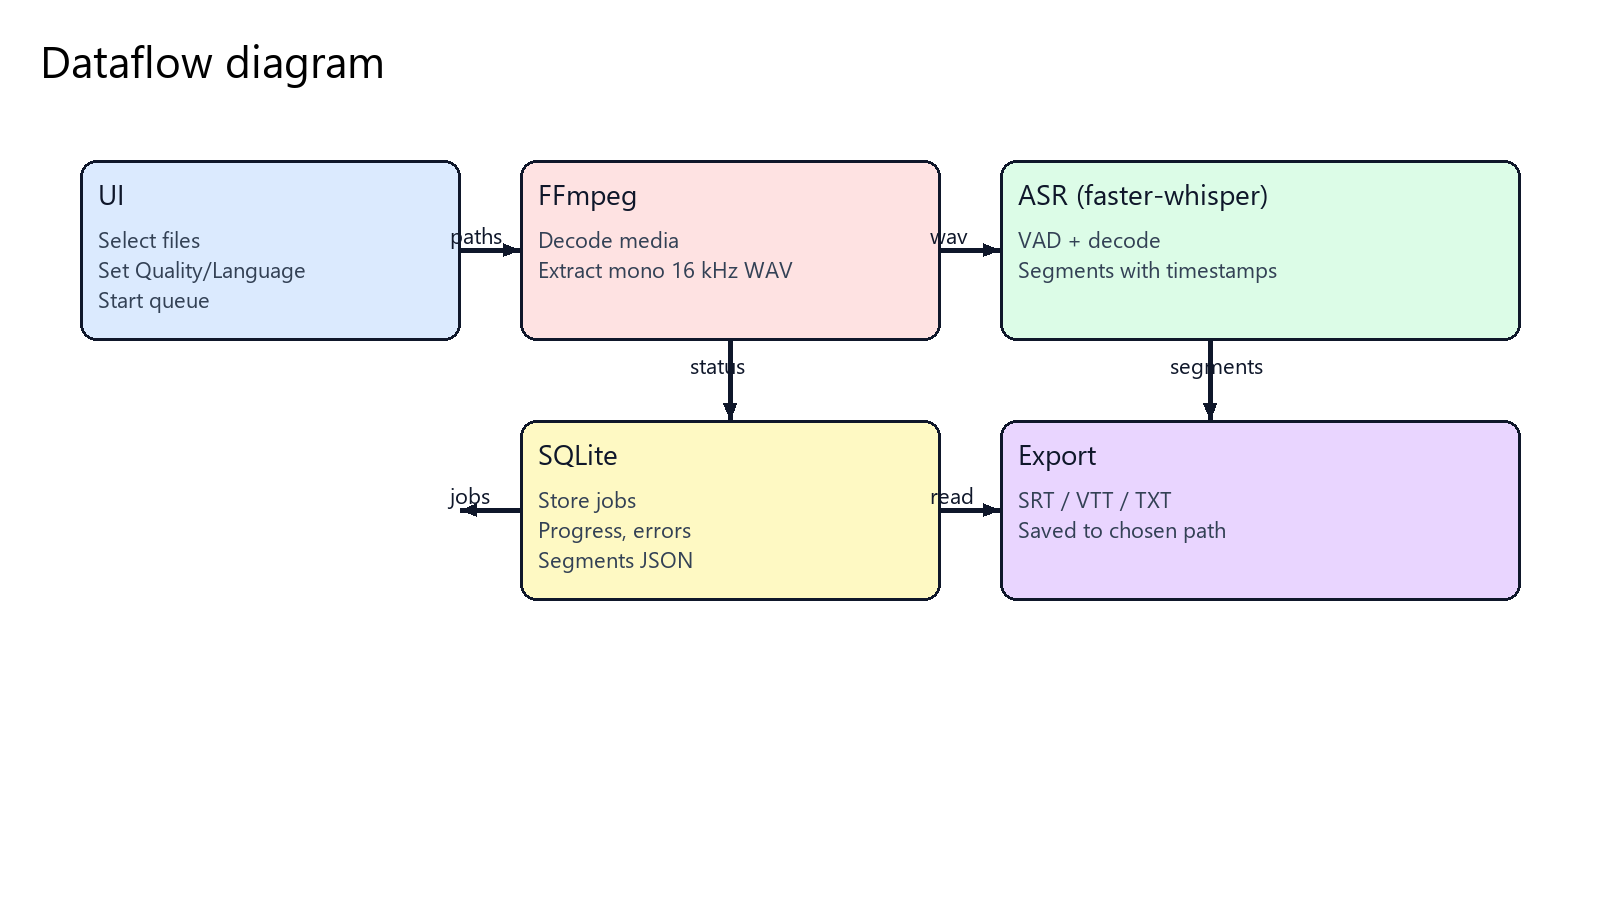 Dataflow diagram
UI
Select files
Set Quality/Language
Start queue
paths
FFmpeg
Decode media
Extract mono 16 kHz WAV
wav
ASR (faster-whisper)
VAD + decode
Segments with timestamps
status
segments
jobs
SQLite
Store jobs
Progress, errors
Segments JSON
read
Export
SRT / VTT / TXT
Saved to chosen path